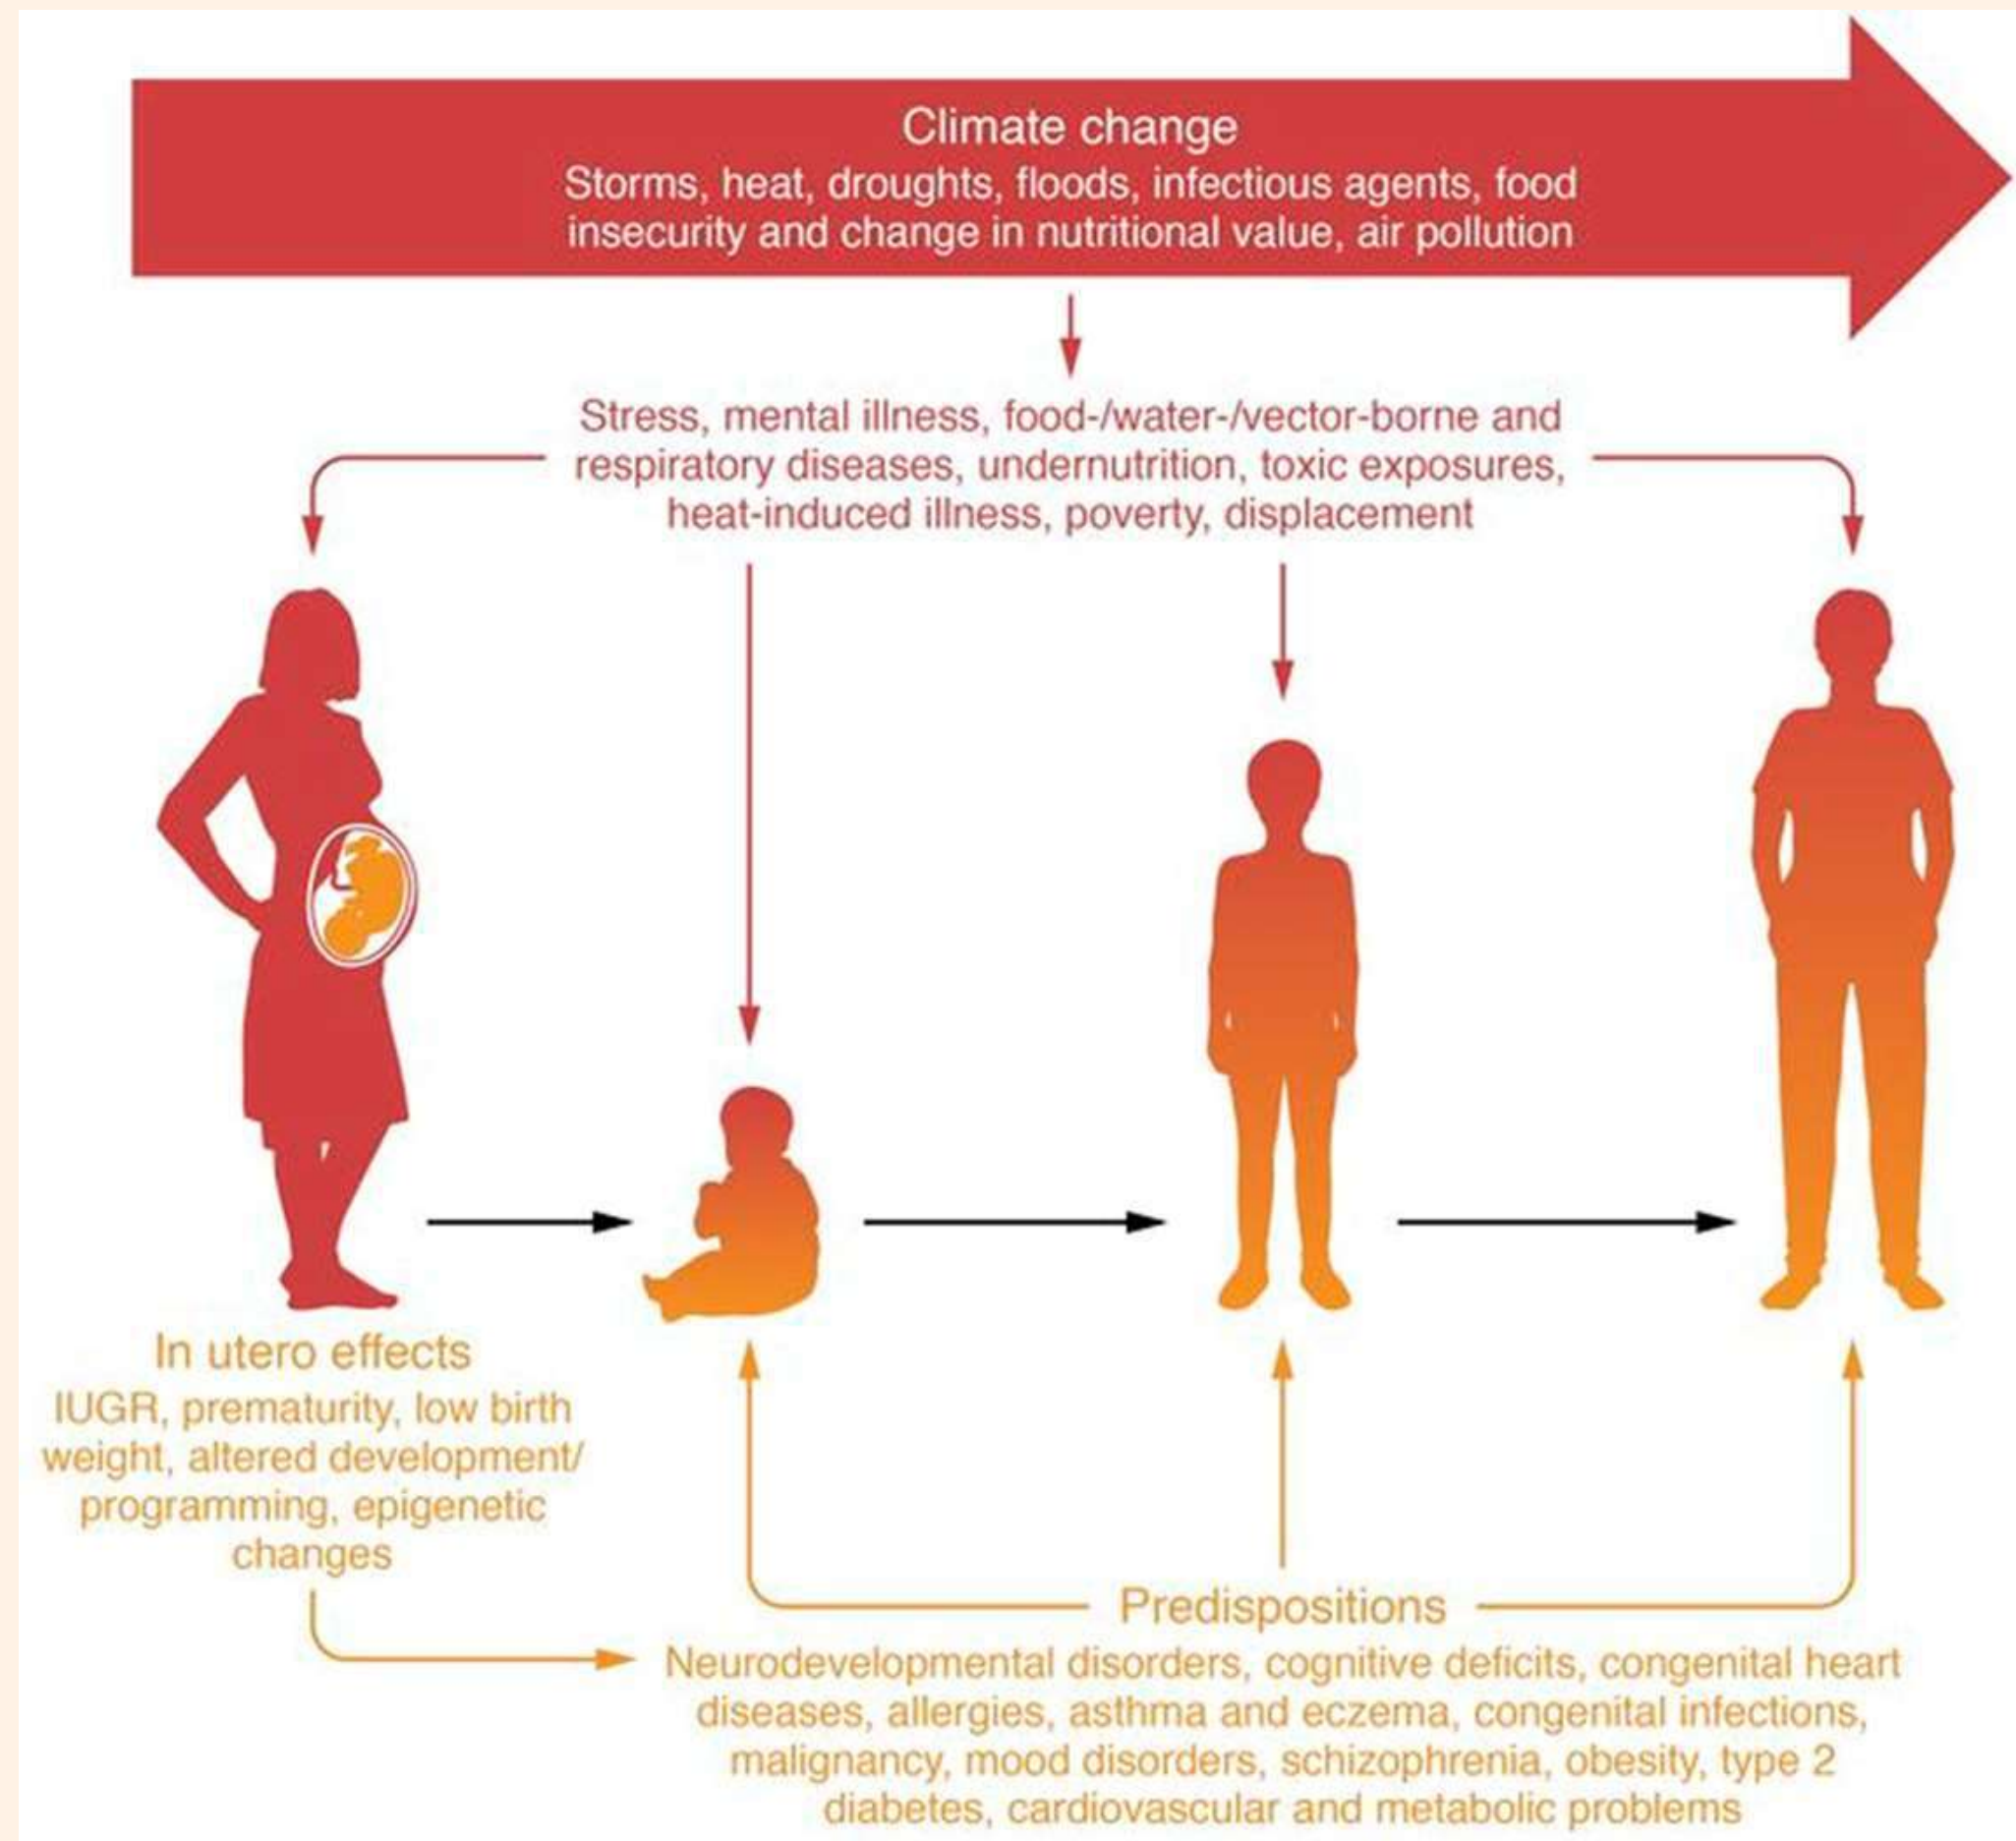 Climate change
Storms, heat, droughts, floods, infectious agents, food
insecurity and change in nutritional value, air pollution
Stress, mental illness, food-/water-/vector-borne and
respiratory diseases, undernutrition, toxic exposures,
heat-induced illness, poverty, displacement
In utero effects
IUGR, prematurity, low birth
weight, altered development/
programming, epigenetic
changes
Predispositions
Neurodevelopmental disorders, cognitive deficits, congenital heart
diseases, allergies, asthma and eczema, congenital infections,
malignancy, mood disorders, schizophrenia, obesity, type 2
diabetes, cardiovascular and metabolic problems